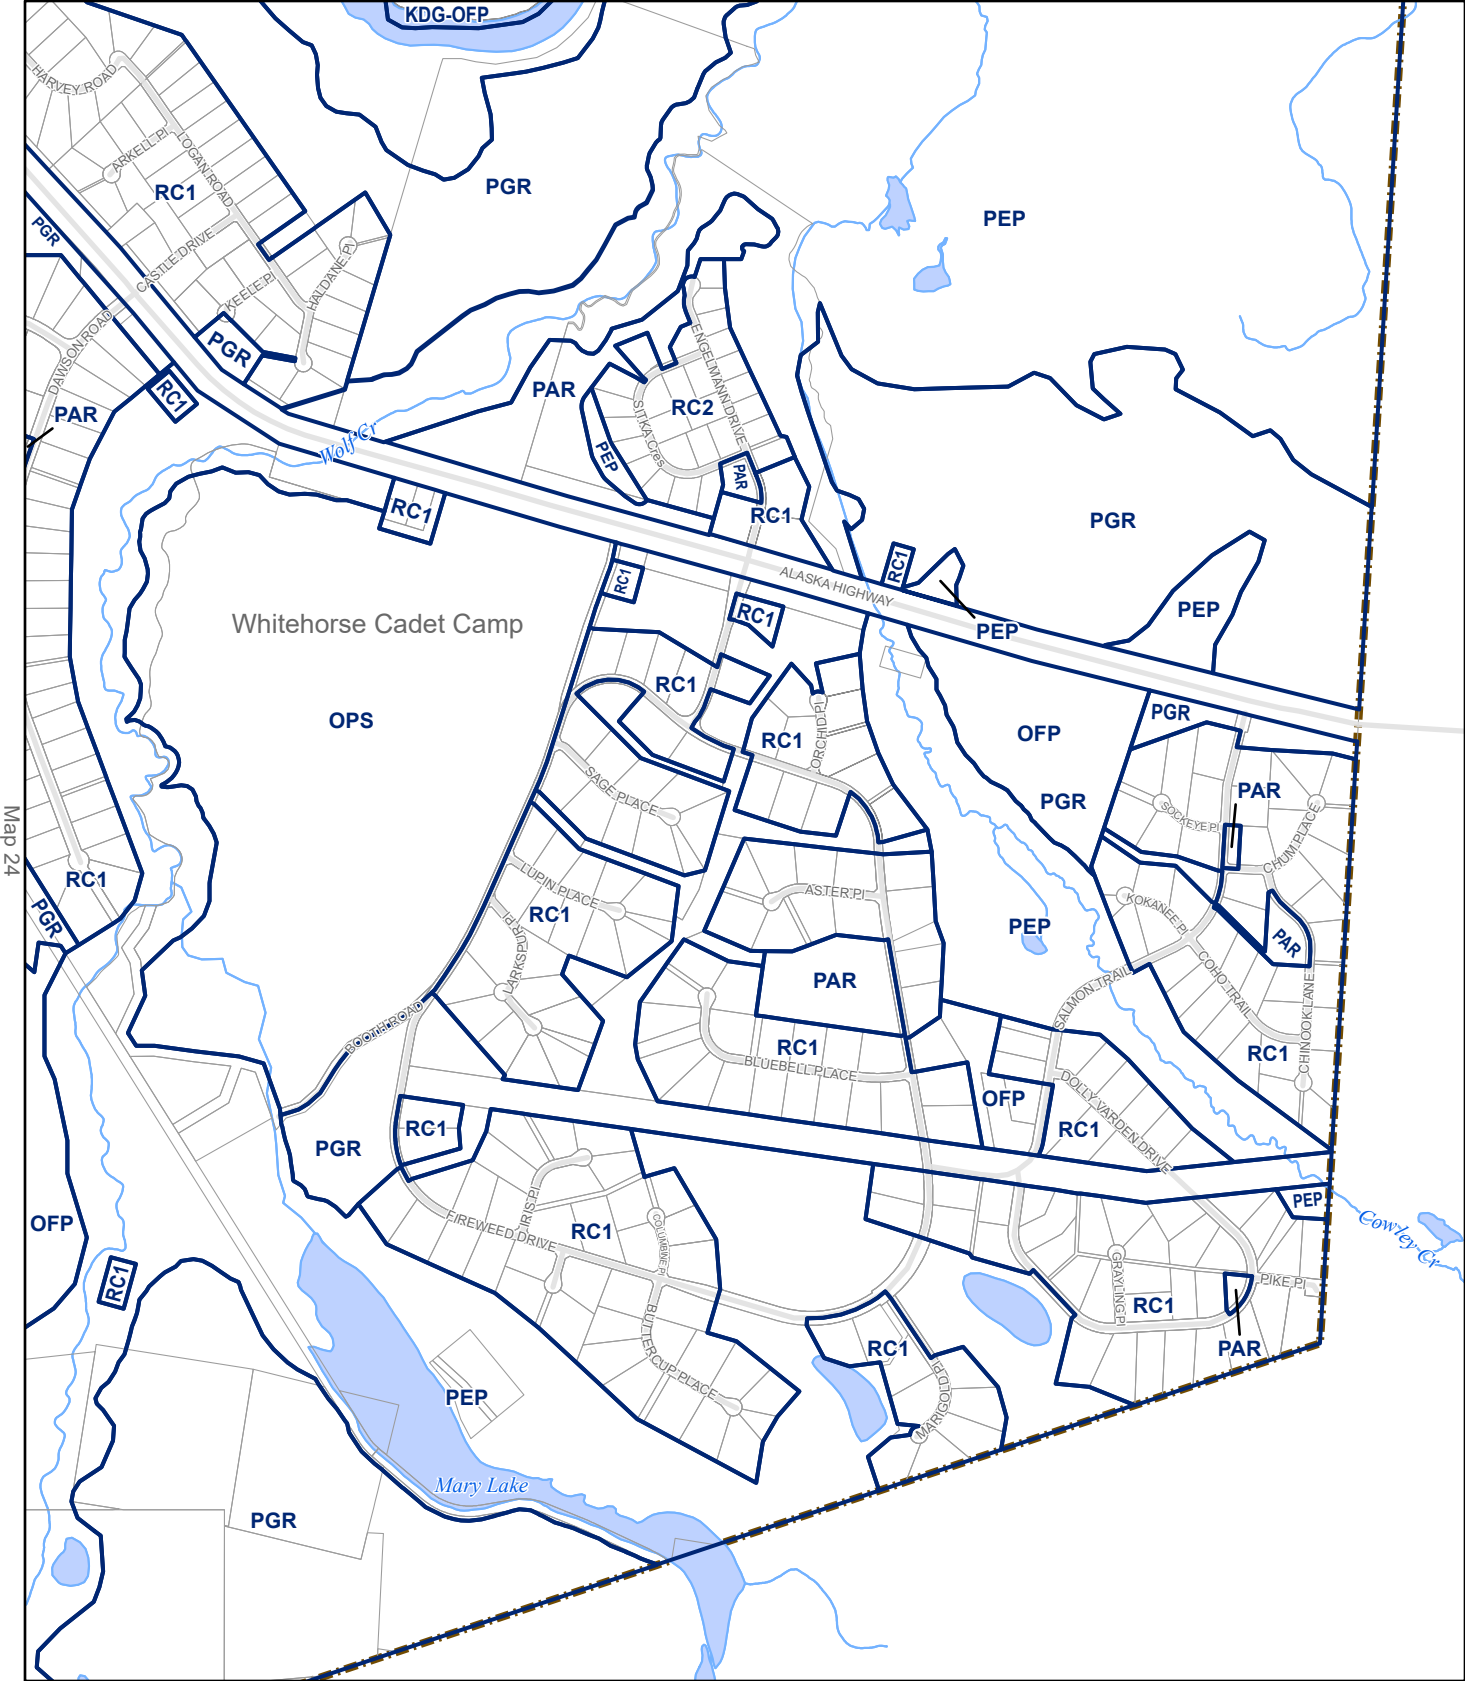 KDG-OFP
HARVEY ROAD
ARKELL Pl
LOGAN ROAD
RC1
PGR
PEP
PGR
CASTLE DRIVE
KEELE Pl
HALDANE Pl
PGR
DAWSON ROAD
RC1
PAR
PAR
ENGELMANN DRIVE
RC2
SITKA Cres
PEP
PAR
Wolf Cr
RC1
RC1
PGR
ALASKA HIGHWAY
RC1
PEP
RC1
RC1
PEP
Whitehorse Cadet Camp
OPS
RC1
RC1
ORCHID Pl
OFP
PGR
PGR
PAR
SOCKEYE Pl
CHUM PLACE
SAGE PLACE
Map 24
RC1
PGR
LUPIN PLACE
RC1
LARKSPUR Pl
ASTER Pl
PEP
KOKANEE Pl
PAR
COHO TRAIL
SALMON TRAIL
CHINOOK LANE
RC1
PAR
BOOTH ROAD
RC1
BLUEBELL PLACE
OFP
DOLLY VARDEN DRIVE
RC1
RC1
PGR
OFP
FIREWEED DRIVE
IRIS Pl
RC1
COLUMBINE Pl
PEP
Cowley Cr
RC1
GRAYLING Pl
RC1
PIKE Pl
PAR
BUTTERCUP PLACE
RC1
MARIGOLD Pl
PEP
Mary Lake
PGR